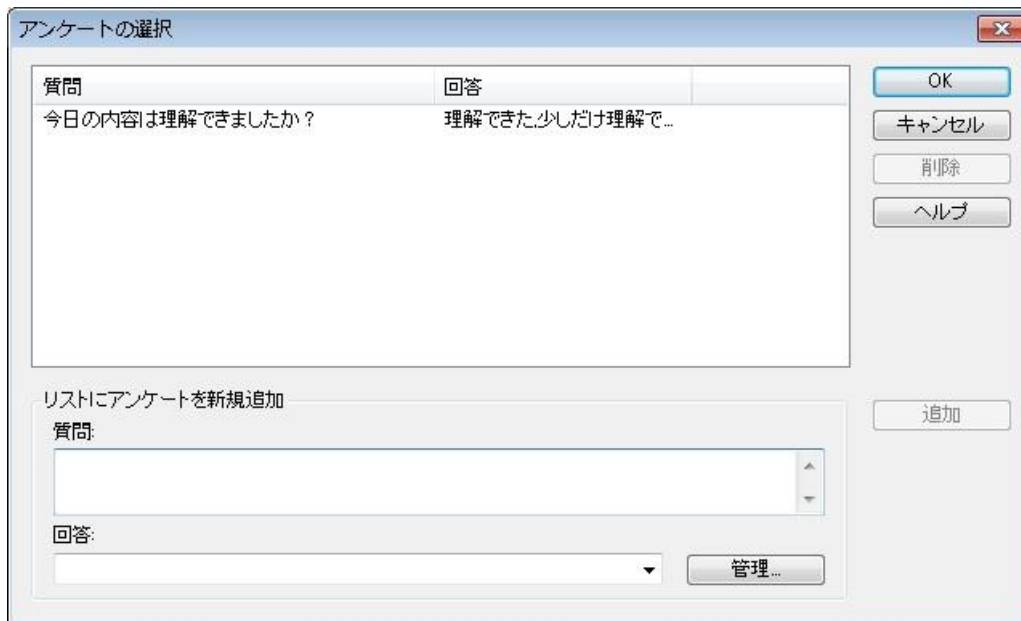 アンケートの選択
質問 回答
今日の内容は理解できましたか？ 理解できた,少しだけ理解で...
OK
キャンセル
削除
ヘルプ
リストにアンケートを新規追加
質問:
追加
回答:
管理...